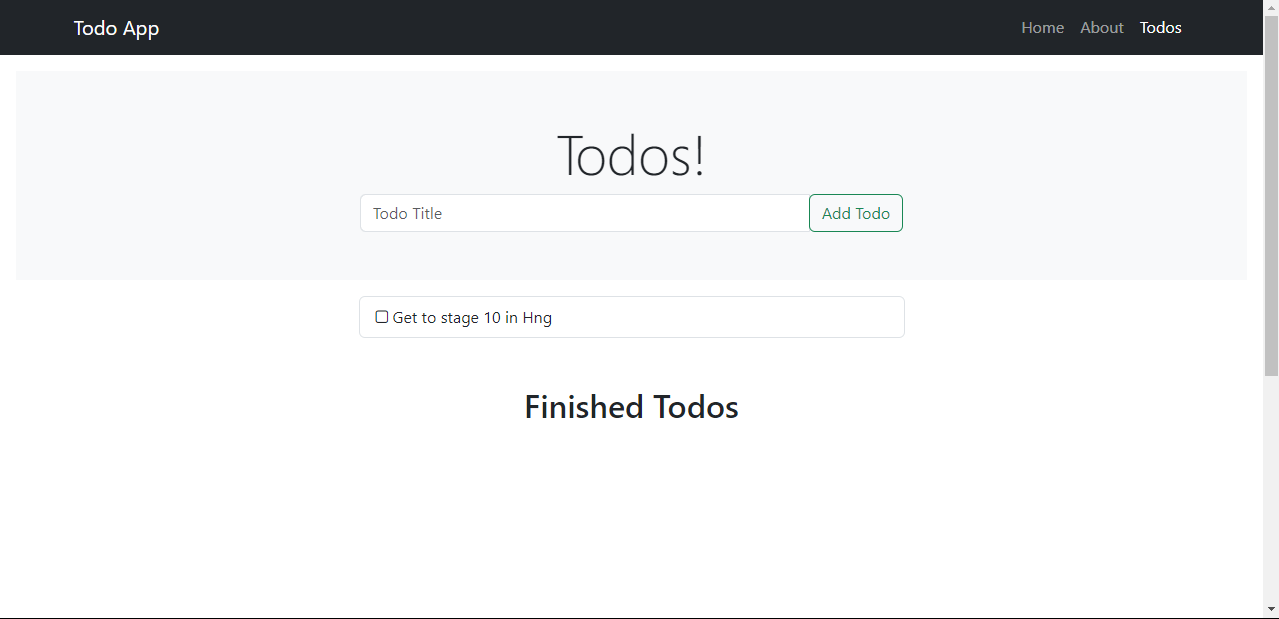 Todo App
Home About Todos
Todos!
Todo Title
Add Todo
Get to stage 10 in Hng
Finished Todos